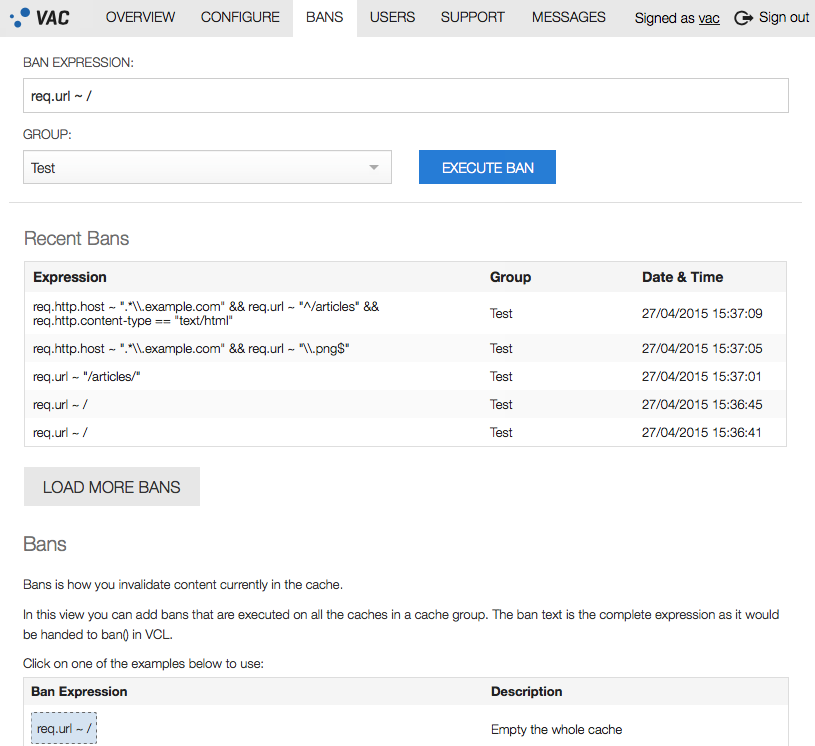 VAC OVERVIEW CONFIGURE BANS USERS SUPPORT MESSAGES Signed as vac Sign out
BAN EXPRESSION:
req.url ~ /
GROUP:
Test EXECUTE BAN
Recent Bans
Expression Group Date & Time
req.http.host ~ ".*\\.example.com" && req.url ~ "^/articles" &&
req.http.content-type == "text/html" Test 27/04/2015 15:37:09
req.http.host ~ ".*\\.example.com" && req.url ~ "\\.png$" Test 27/04/2015 15:37:05
req.url ~ "/articles/" Test 27/04/2015 15:37:01
req.url ~ / Test 27/04/2015 15:36:45
req.url ~ / Test 27/04/2015 15:36:41
LOAD MORE BANS
Bans
Bans is how you invalidate content currently in the cache.
In this view you can add bans that are executed on all the caches in a cache group. The ban text is the complete expression as it would
be handed to ban() in VCL.
Click on one of the examples below to use:
Ban Expression Description
req.url ~ / Empty the whole cache